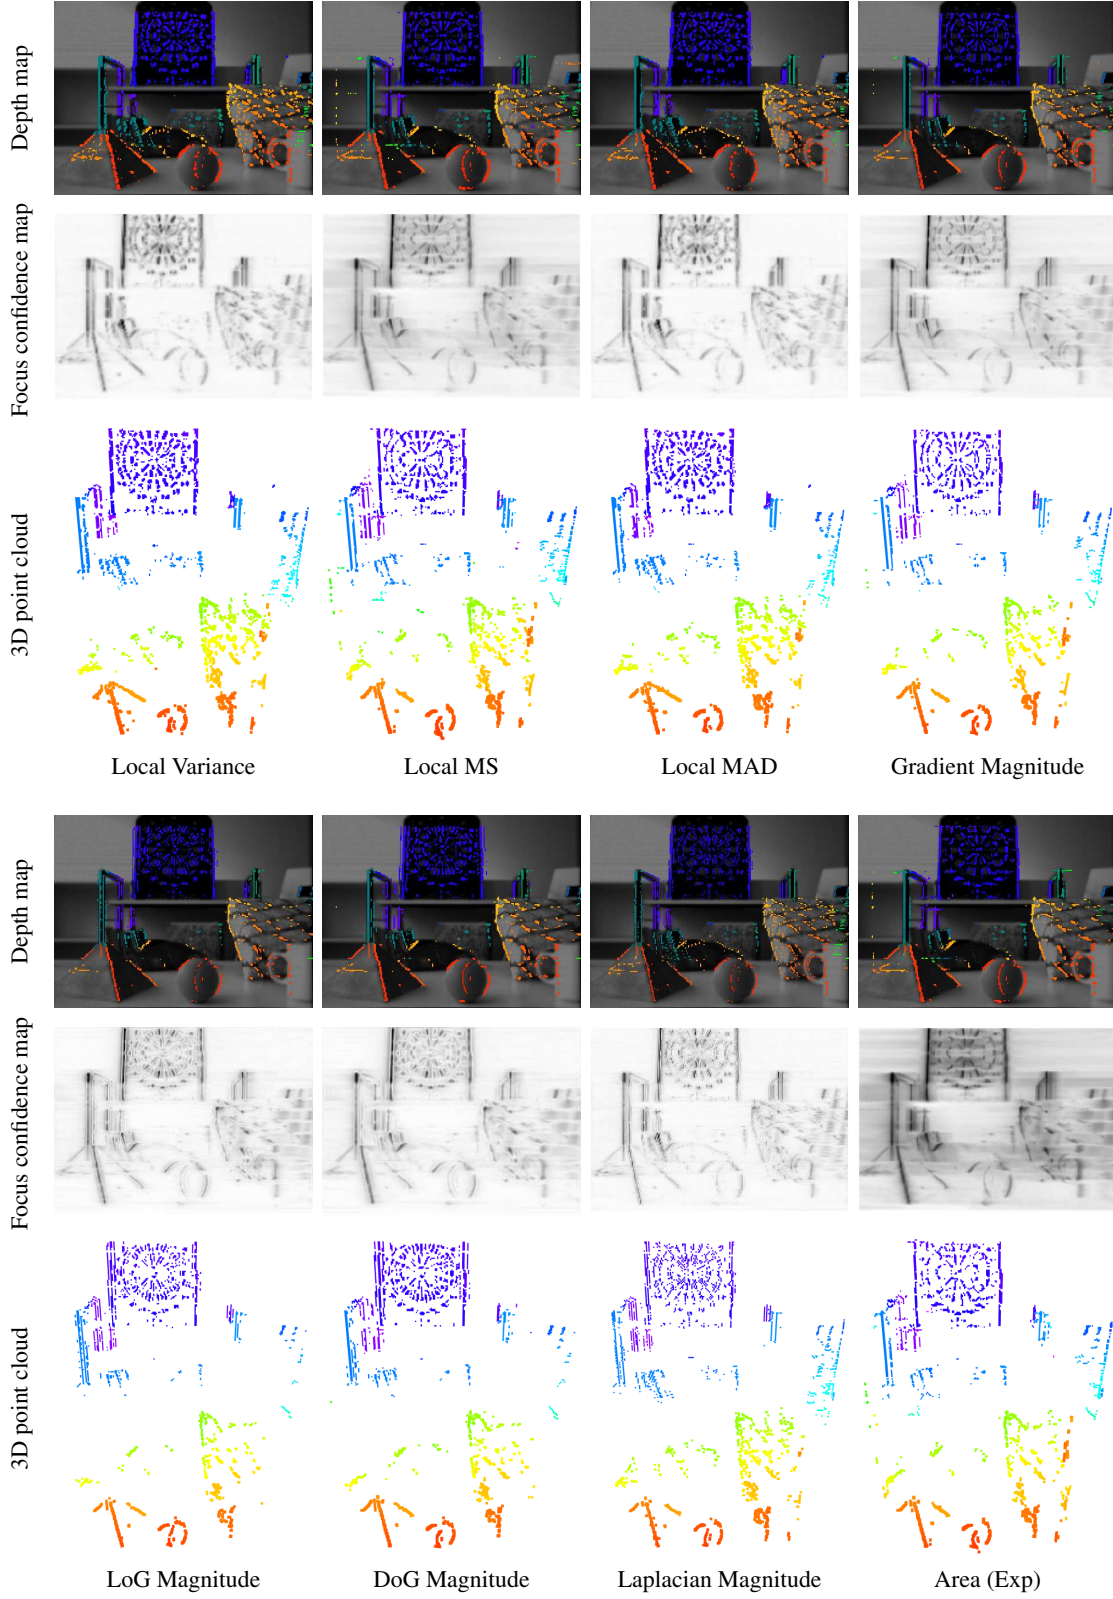 Depth map
Focus confidence map
3D point cloud
Local Variance
Local MS
Local MAD
Gradient Magnitude
Depth map
Focus confidence map
3D point cloud
LoG Magnitude
DoG Magnitude
Laplacian Magnitude
Area (Exp)